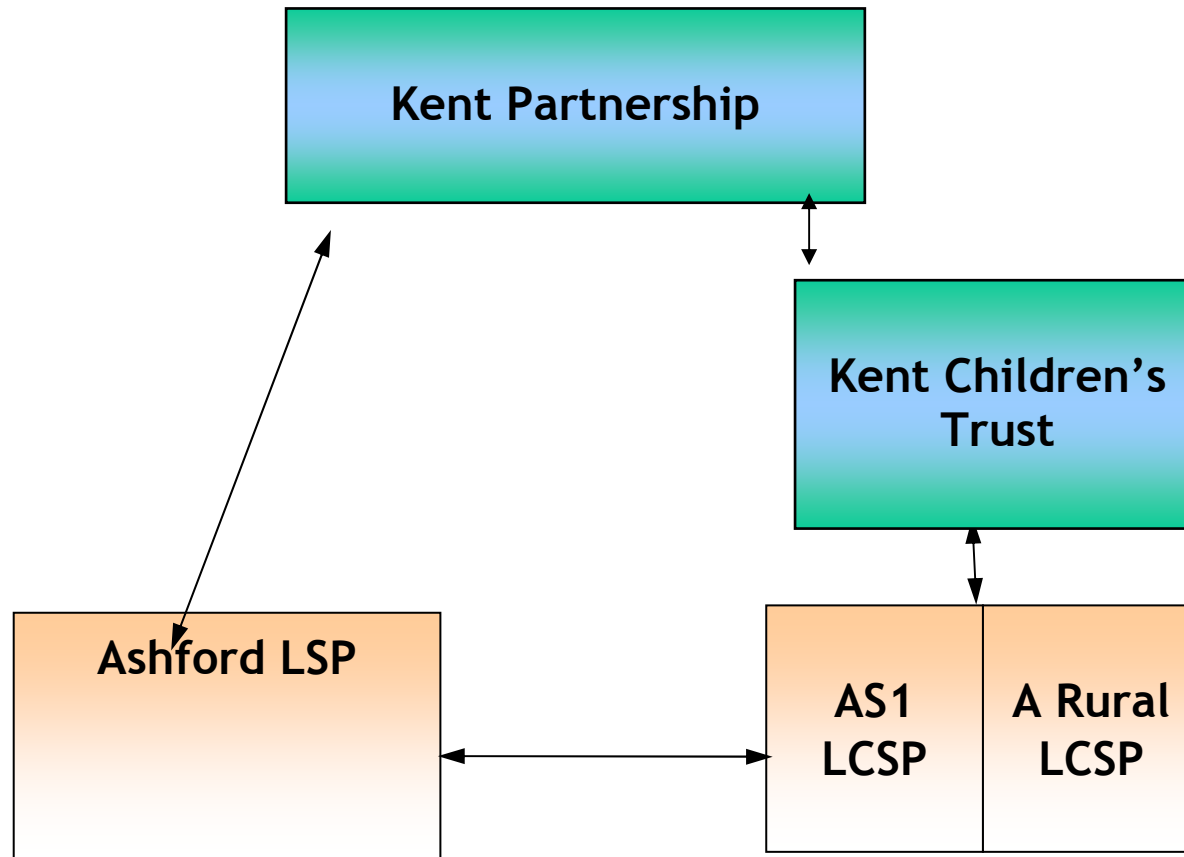 Kent Partnership
Kent Children’s
Trust
Ashford LSP
AS1
LCSP
A Rural
LCSP